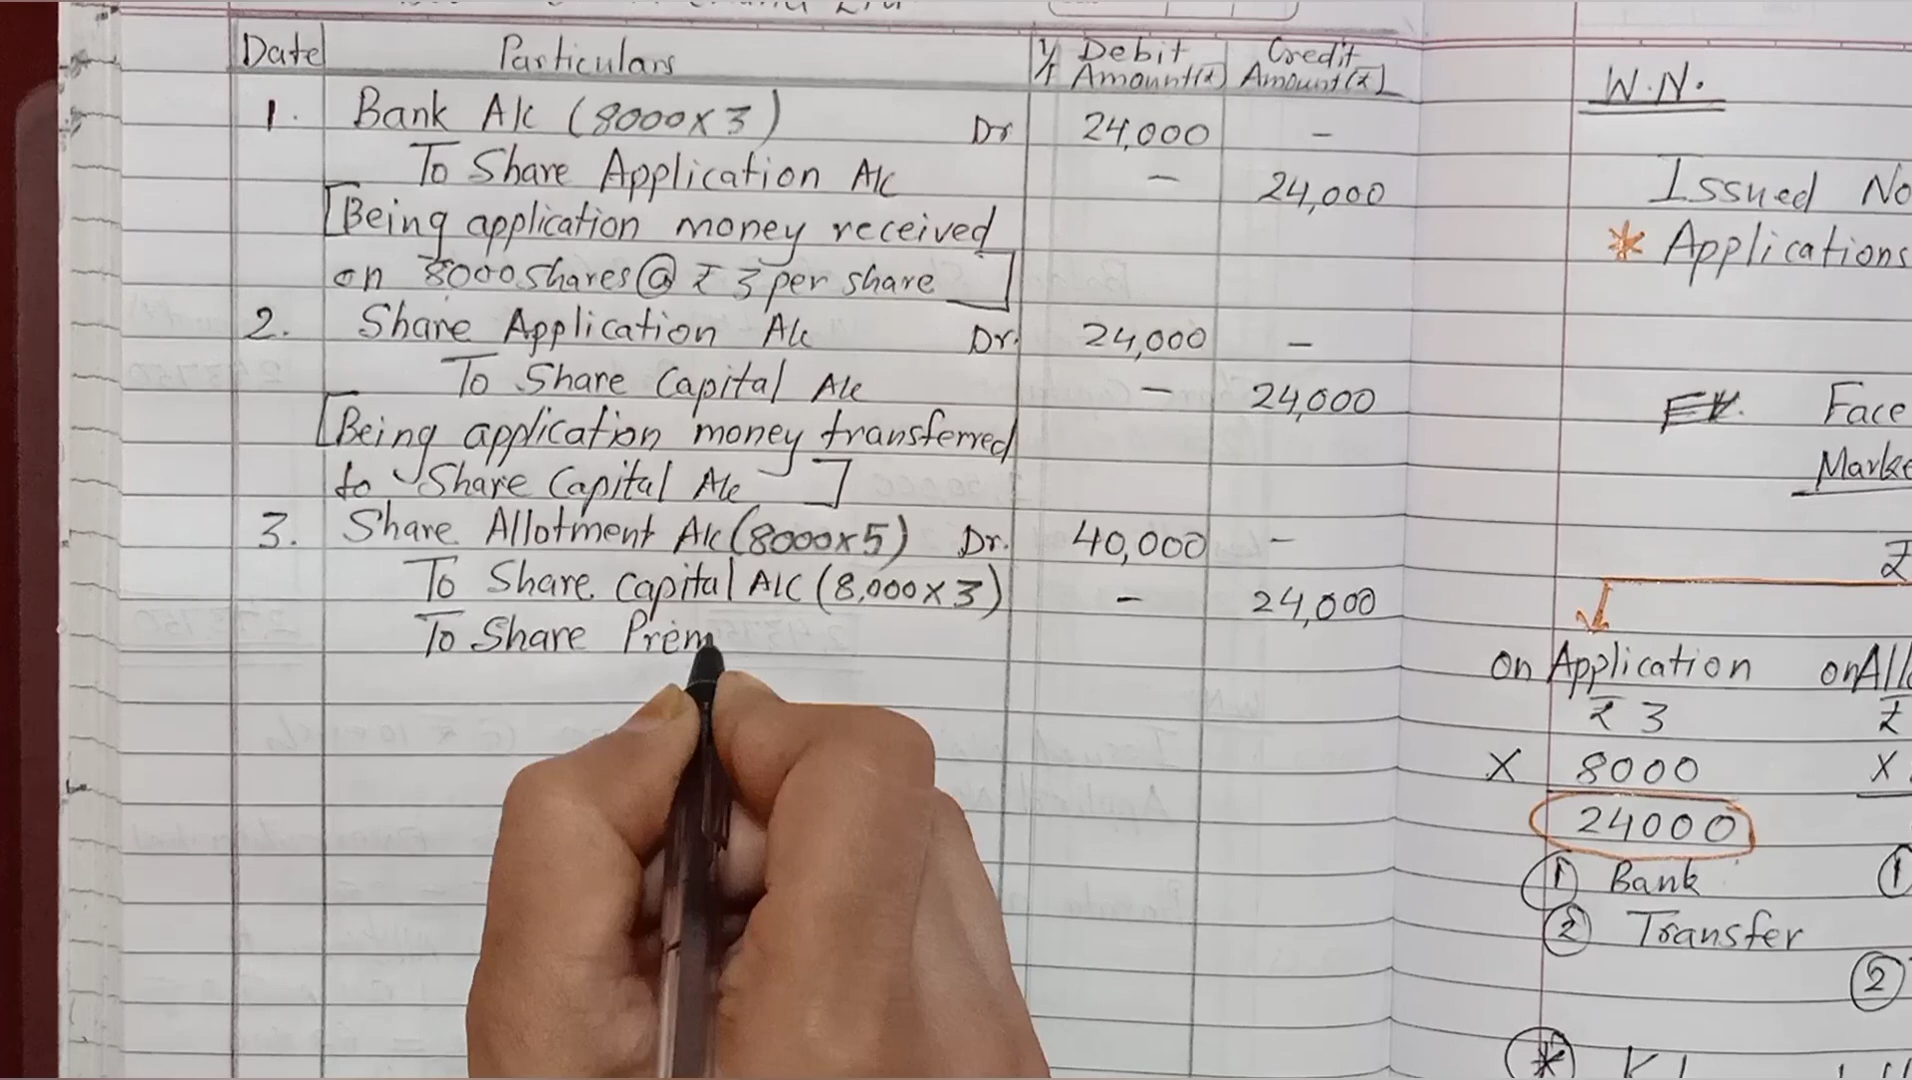 Date Particulars L/F Debit Amount(₹) Credit Amount(₹)
1. Bank A/c (8000×3) Dr 24,000 –
To Share Application A/c – 24,000
[Being application money received
on 8000 shares @ ₹ 3 per share]
2. Share Application A/c Dr. 24,000 –
To Share Capital A/c – 24,000
[Being application money transferred
to Share Capital A/c]
3. Share Allotment A/c (8000×5) Dr. 40,000 –
To Share Capital A/c (8,000×3) – 24,000
To Share Prem
W.N.
Issued No
* Applications
Face
Marke
₹
on Application onAllo
₹ 3 ₹
× 8000 ×
24000
① Bank ①
② Transfer
②
*